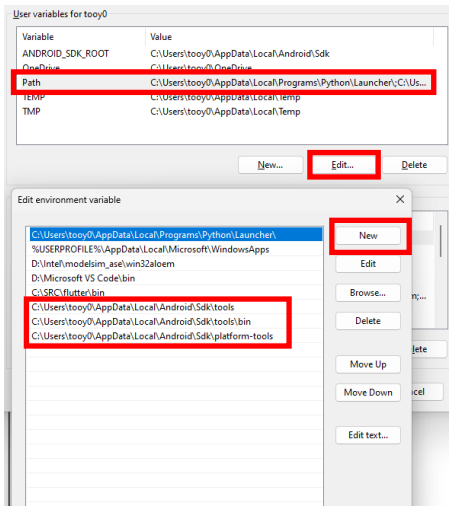 User variables for tooy0
Variable Value
ANDROID_SDK_ROOT C:\Users\tooy0\AppData\Local\Android\Sdk
OneDrive C:\Users\tooy0\OneDrive
Path C:\Users\tooy0\AppData\Local\Programs\Python\Launcher\;C:\Us...
TEMP C:\Users\tooy0\AppData\Local\Temp
TMP C:\Users\tooy0\AppData\Local\Temp
New... Edit... Delete
Edit environment variable
C:\Users\tooy0\AppData\Local\Programs\Python\Launcher\
%USERPROFILE%\AppData\Local\Microsoft\WindowsApps
D:\Intel\modelsim_ase\win32aloem
D:\Microsoft VS Code\bin
C:\SRC\flutter\bin
C:\Users\tooy0\AppData\Local\Android\Sdk\tools
C:\Users\tooy0\AppData\Local\Android\Sdk\tools\bin
C:\Users\tooy0\AppData\Local\Android\Sdk\platform-tools
New
Edit
Browse...
Delete
Move Up
Move Down
Edit text...
m;...
lete
cel